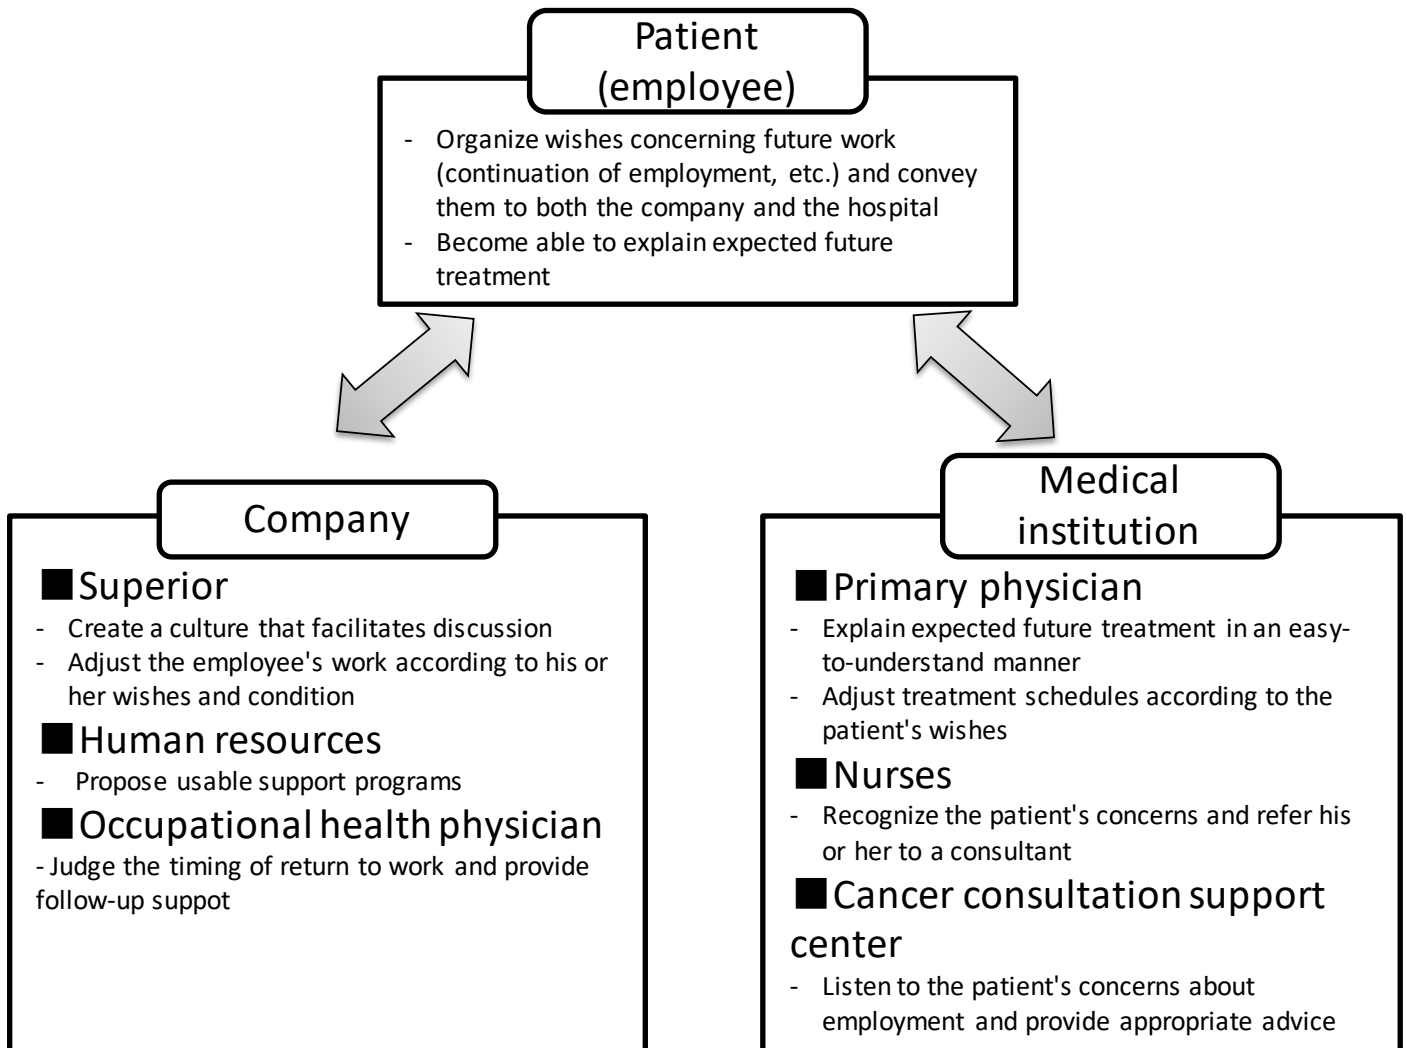 Patient
(employee)
- Organize wishes concerning future work
(continuation of employment, etc.) and convey
them to both the company and the hospital
- Become able to explain expected future
treatment
Company
■Superior
- Create a culture that facilitates discussion
- Adjust the employee's work according to his or
her wishes and condition
■Human resources
- Propose usable support programs
■Occupational health physician
- Judge the timing of return to work and provide
follow-up suppot
Medical
institution
■Primary physician
- Explain expected future treatment in an easy-
to-understand manner
- Adjust treatment schedules according to the
patient's wishes
■Nurses
- Recognize the patient's concerns and refer his
or her to a consultant
■Cancer consultation support
center
- Listen to the patient's concerns about
employment and provide appropriate advice